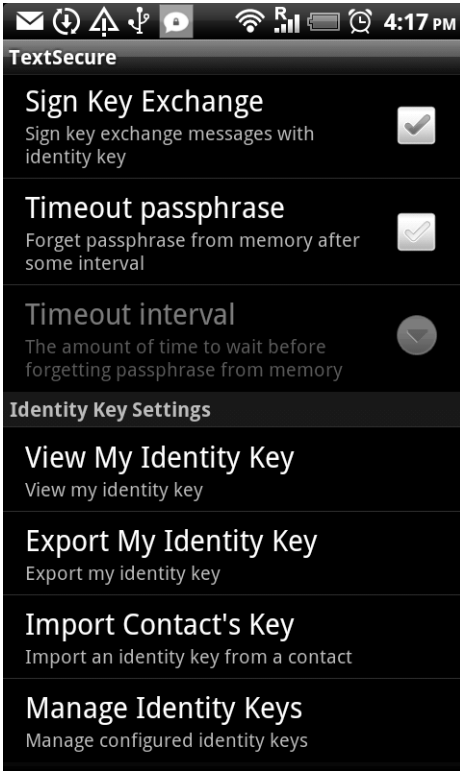 R 4:17 PM
TextSecure
Sign Key Exchange
Sign key exchange messages with
identity key
Timeout passphrase
Forget passphrase from memory after
some interval
Timeout interval
The amount of time to wait before
forgetting passphrase from memory
Identity Key Settings
View My Identity Key
View my identity key
Export My Identity Key
Export my identity key
Import Contact's Key
Import an identity key from a contact
Manage Identity Keys
Manage configured identity keys